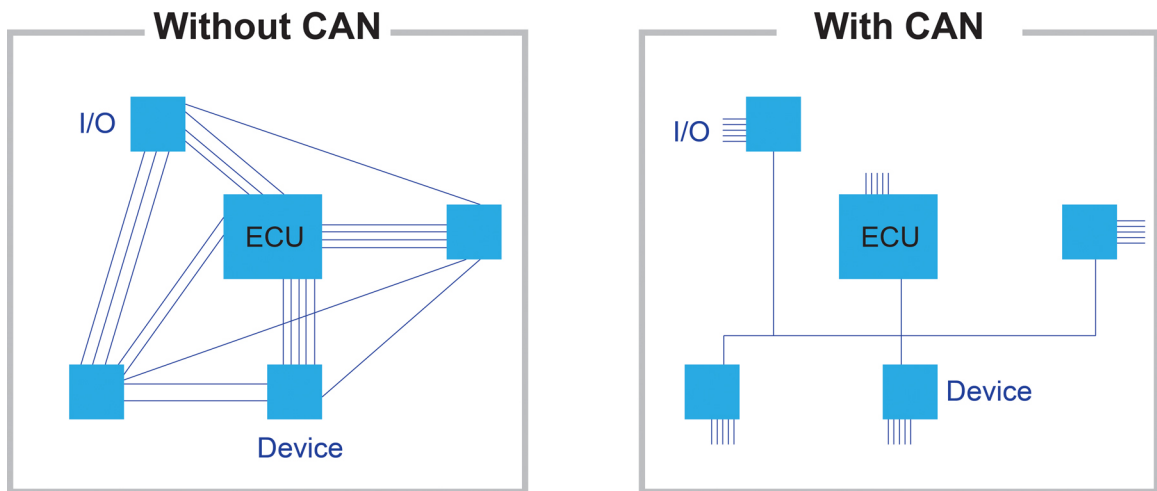 Without CAN
I/O
ECU
Device
With CAN
I/O
ECU
Device